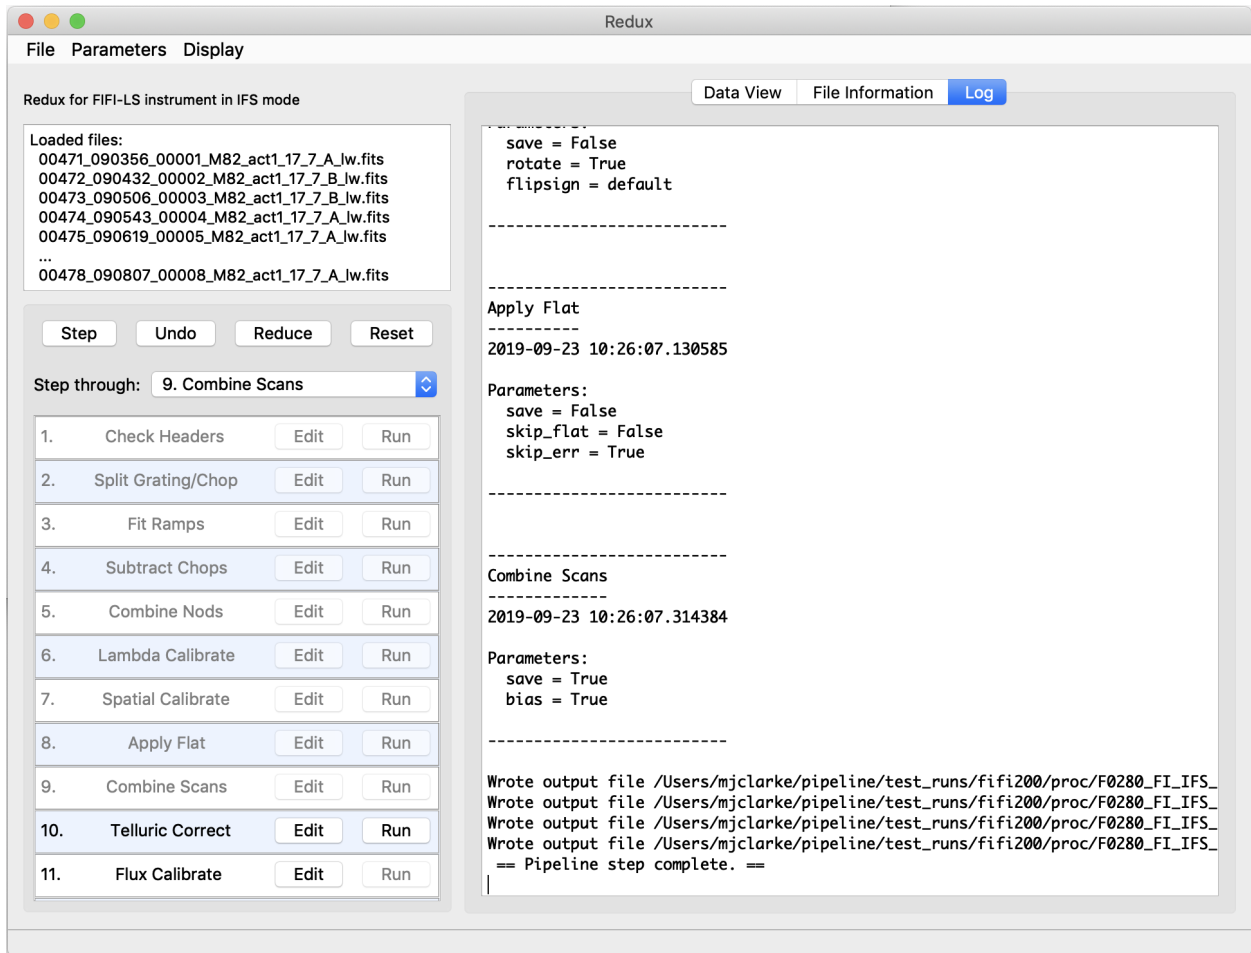 Redux
File Parameters Display
Redux for FIFI-LS instrument in IFS mode
Loaded files:
00471_090356_00001_M82_act1_17_7_A_lw.fits
00472_090432_00002_M82_act1_17_7_B_lw.fits
00473_090506_00003_M82_act1_17_7_B_lw.fits
00474_090543_00004_M82_act1_17_7_A_lw.fits
00475_090619_00005_M82_act1_17_7_A_lw.fits
...
00478_090807_00008_M82_act1_17_7_A_lw.fits
Step Undo Reduce Reset
Step through: 9. Combine Scans
1. Check Headers Edit Run
2. Split Grating/Chop Edit Run
3. Fit Ramps Edit Run
4. Subtract Chops Edit Run
5. Combine Nods Edit Run
6. Lambda Calibrate Edit Run
7. Spatial Calibrate Edit Run
8. Apply Flat Edit Run
9. Combine Scans Edit Run
10. Telluric Correct Edit Run
11. Flux Calibrate Edit Run
Data View File Information Log
Parameters:
save = False
rotate = True
flipsign = default
--------------------------
--------------------------
Apply Flat
----------
2019-09-23 10:26:07.130585
Parameters:
save = False
skip_flat = False
skip_err = True
--------------------------
--------------------------
Combine Scans
-------------
2019-09-23 10:26:07.314384
Parameters:
save = True
bias = True
--------------------------
Wrote output file /Users/mjclarke/pipeline/test_runs/fifi200/proc/F0280_FI_IFS_
Wrote output file /Users/mjclarke/pipeline/test_runs/fifi200/proc/F0280_FI_IFS_
Wrote output file /Users/mjclarke/pipeline/test_runs/fifi200/proc/F0280_FI_IFS_
Wrote output file /Users/mjclarke/pipeline/test_runs/fifi200/proc/F0280_FI_IFS_
== Pipeline step complete. ==